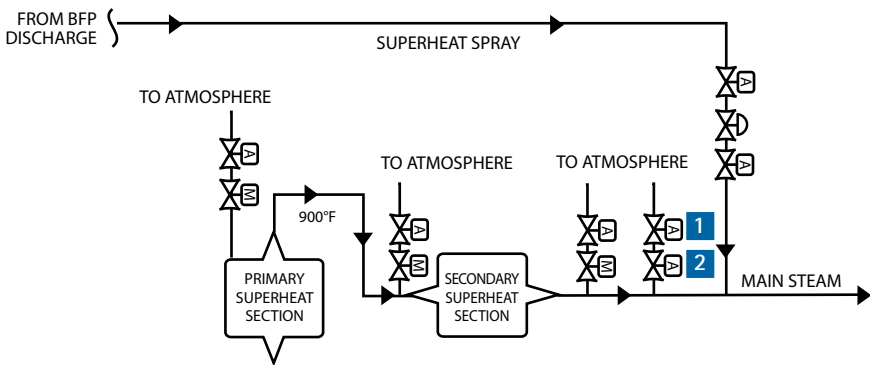 FROM BFP
DISCHARGE
SUPERHEAT SPRAY
A
TO ATMOSPHERE
A
TO ATMOSPHERE
TO ATMOSPHERE
A
M
900°F
A
A
A
1
M
M
A
2
PRIMARY
SUPERHEAT
SECTION
SECONDARY
SUPERHEAT
SECTION
MAIN STEAM